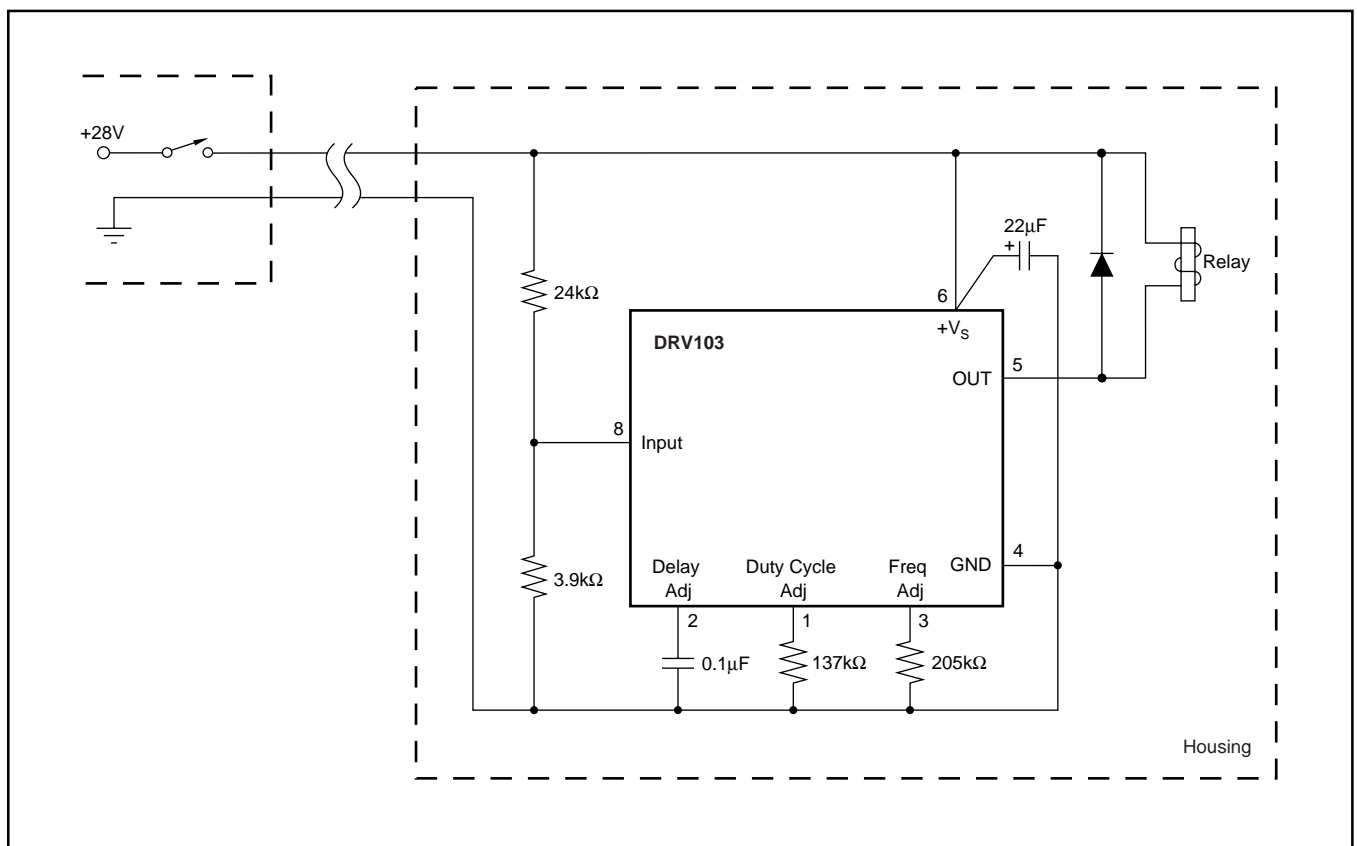 +28V
22μF
+
Relay
24kΩ
6
+VS
DRV103
5
OUT
8
Input
3.9kΩ
Delay
Adj
Duty Cycle
Adj
Freq
Adj
GND
4
2
1
3
0.1μF
137kΩ
205kΩ
Housing